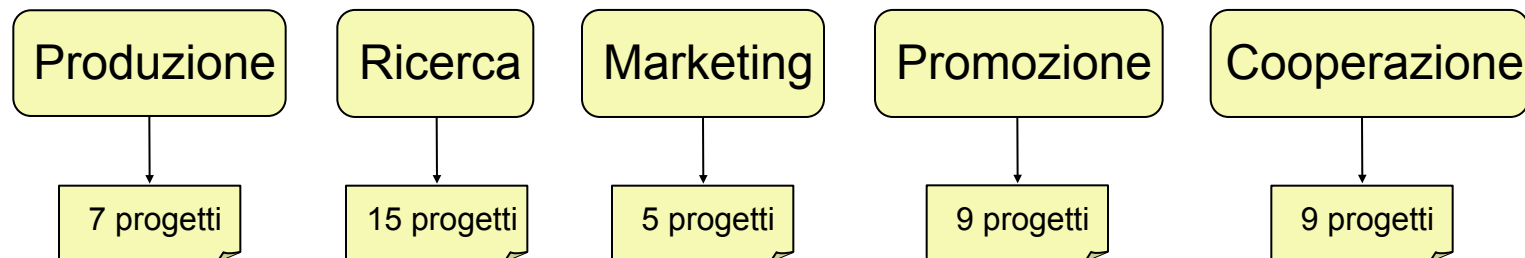 Produzione
Ricerca
Marketing
Promozione
Cooperazione
7 progetti
15 progetti
5 progetti
9 progetti
9 progetti